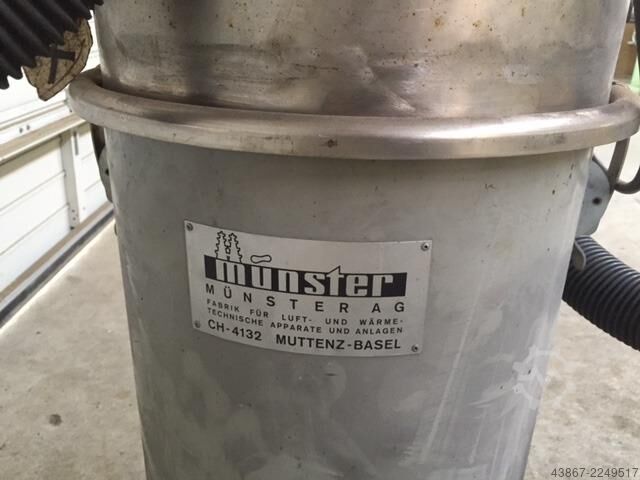 münster
MÜNSTER AG
FABRIK FÜR LUFT- UND WÄRME-
TECHNISCHE APPARATE UND ANLAGEN
CH-4132 MUTTENZ-BASEL
43867-2249517